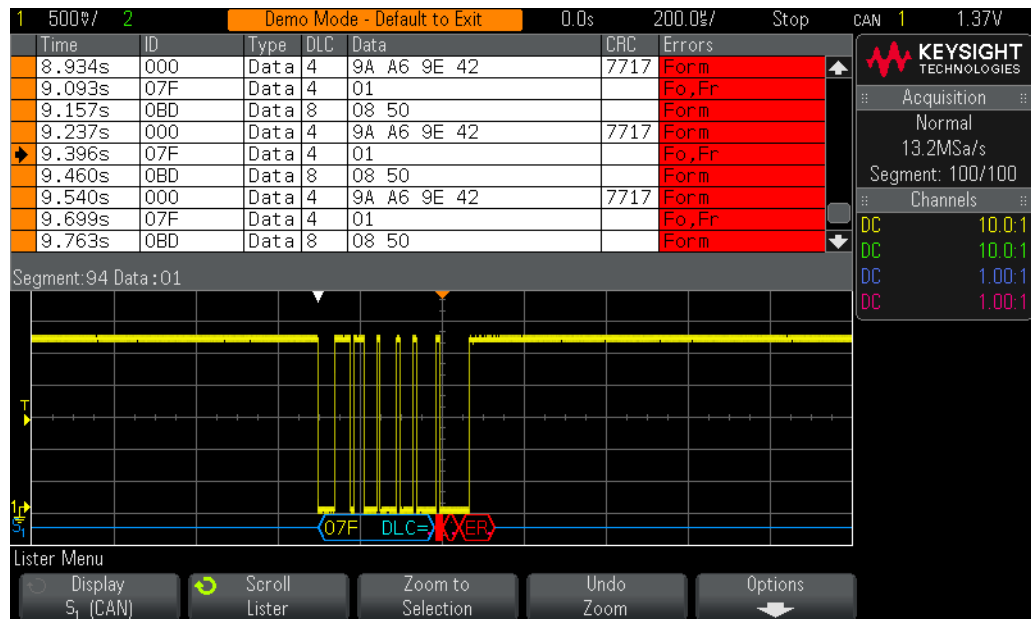 1 500㎷/ 2 Demo Mode - Default to Exit 0.0s 200.0㎲/ Stop CAN 1 1.37V
Time ID Type DLC Data CRC Errors
8.934s 000 Data 4 9A A6 9E 42 7717 Form
9.093s 07F Data 4 01 Fo,Fr
9.157s 0BD Data 8 08 50 Form
9.237s 000 Data 4 9A A6 9E 42 7717 Form
9.396s 07F Data 4 01 Fo,Fr
9.460s 0BD Data 8 08 50 Form
9.540s 000 Data 4 9A A6 9E 42 7717 Form
9.699s 07F Data 4 01 Fo,Fr
9.763s 0BD Data 8 08 50 Form
Segment:94 Data:01
KEYSIGHT
TECHNOLOGIES
Acquisition
Normal
13.2MSa/s
Segment: 100/100
Channels
DC 10.0:1
DC 10.0:1
DC 1.00:1
DC 1.00:1
T
1
S1
07F DLC= ER
Lister Menu
Display
S1 (CAN)
Scroll
Lister
Zoom to
Selection
Undo
Zoom
Options